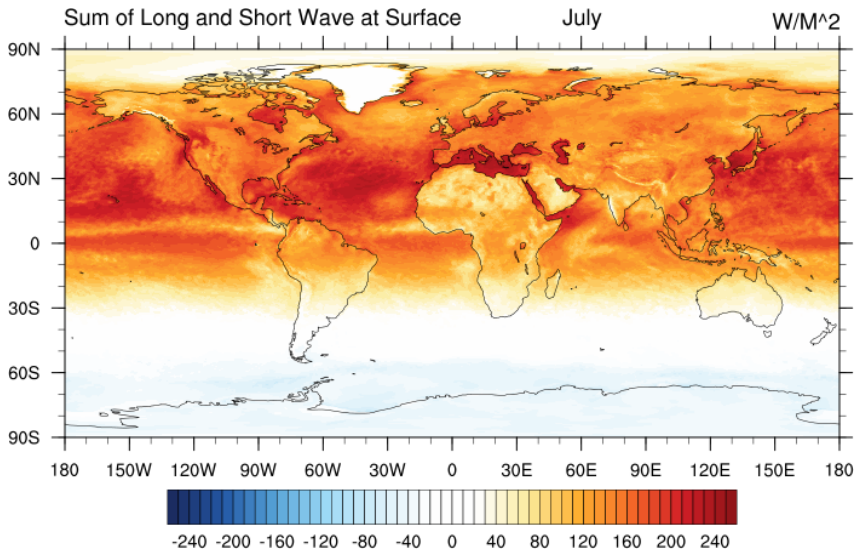 Sum of Long and Short Wave at Surface July W/M^2
90N
60N
30N
0
30S
60S
90S
180 150W 120W 90W 60W 30W 0 30E 60E 90E 120E 150E 180
-240 -200 -160 -120 -80 -40 0 40 80 120 160 200 240